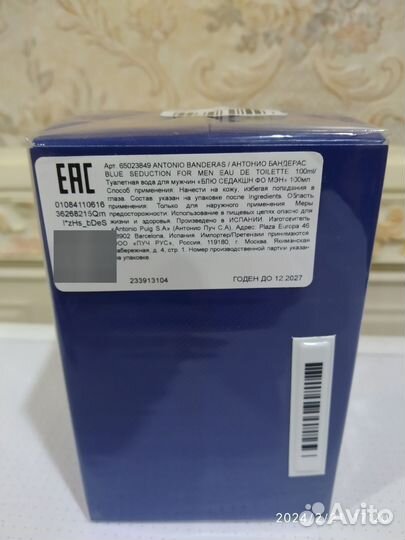 EAC
01084110616
36268215Qm
l*zHs_bDeS
Арт. 65023849 ANTONIO BANDERAS / АНТОНИО БАНДЕРАС
BLUE SEDUCTION FOR MEN EAU DE TOILETTE 100ml/
Туалетная вода для мужчин «БЛЮ СЕДАКШН ФО МЭН» 100мл
Способ применения: Нанести на кожу, избегая попадания в
глаза. Состав указан на упаковке после Ingredients. Область
применения: Только для наружного применения. Меры
предосторожности: Использование в пищевых целях опасно для
жизни и здоровья. Произведено в ИСПАНИИ. Изготовитель
«Antonio Puig S.A» (Антонио Пуч С.А). Адрес: Plaza Europa 46
08902 Barcelona. Испания. Импортер/Претензии принимаются
ООО «ПУЧ РУС», Россия, 119180, г. Москва, Якиманская
набережная, д. 4, стр. 1. Номер производственной партии указан
на упаковке.
233913104
ГОДЕН ДО 12.2027
Avito